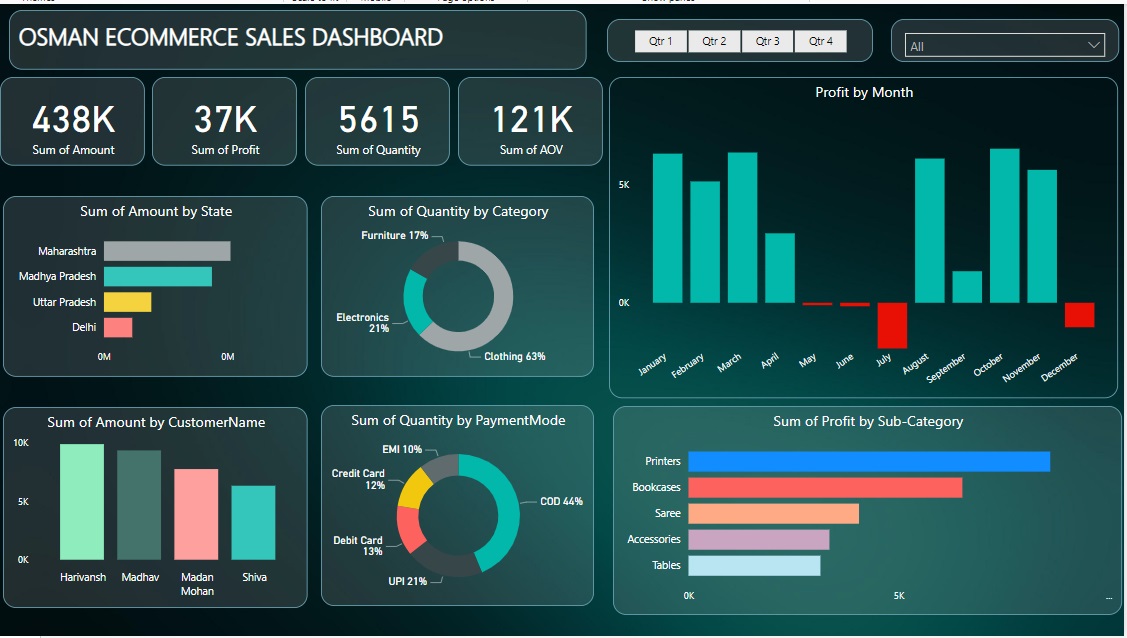 OSMAN ECOMMERCE SALES DASHBOARD
Qtr 1 Qtr 2 Qtr 3 Qtr 4
All
438K
Sum of Amount
37K
Sum of Profit
5615
Sum of Quantity
121K
Sum of AOV
Profit by Month
5K
0K
January
February
March
April
May
June
July
August
September
October
November
December
Sum of Amount by State
Maharashtra
Madhya Pradesh
Uttar Pradesh
Delhi
0M 0M
Sum of Quantity by Category
Furniture 17%
Electronics
21%
Clothing 63%
Sum of Amount by CustomerName
10K
5K
0K
Harivansh
Madhav
Madan
Mohan
Shiva
Sum of Quantity by PaymentMode
EMI 10%
Credit Card
12%
COD 44%
Debit Card
13%
UPI 21%
Sum of Profit by Sub-Category
Printers
Bookcases
Saree
Accessories
Tables
0K 5K ...